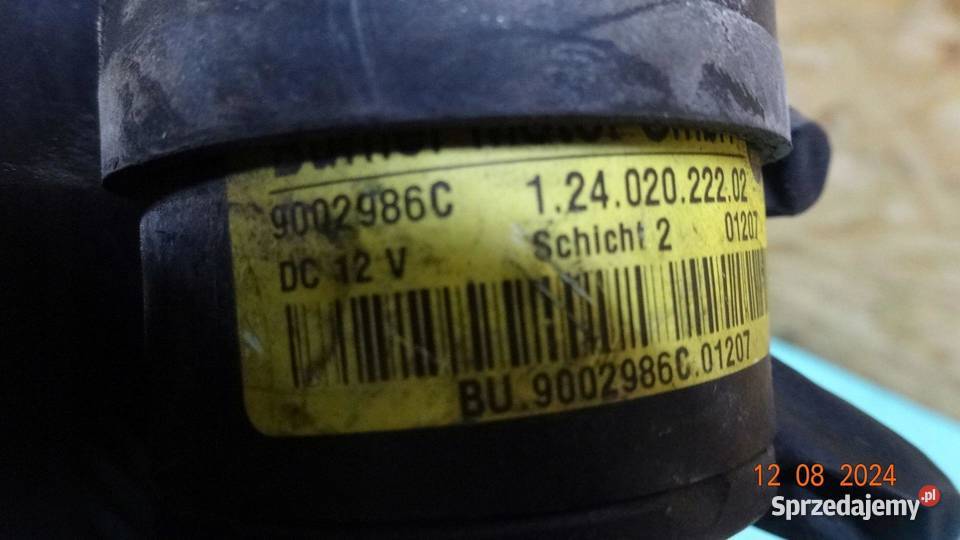 9002986C 1.24.020.222.02
DC 12 V Schicht 2 01207
BU.9002986C.01207
12 08 2024
Sprzedajemy.pl